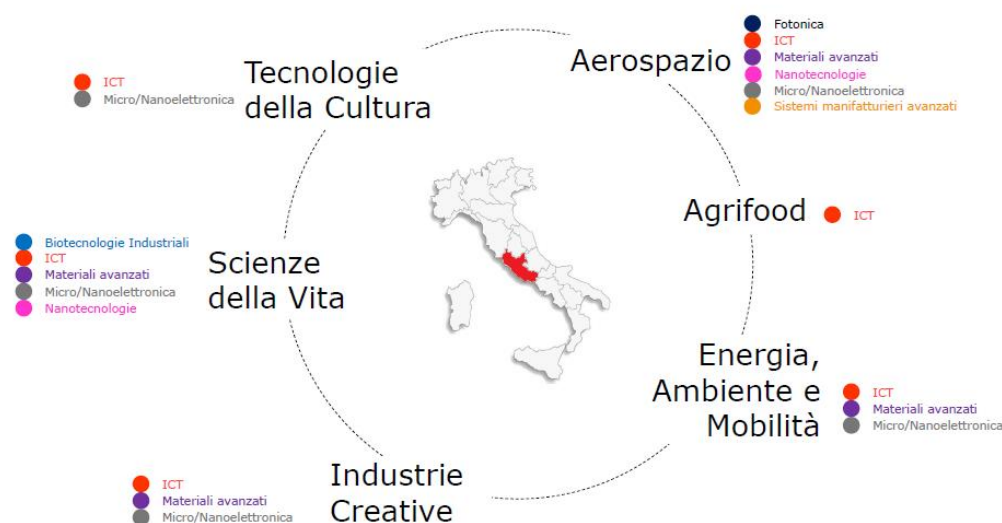 Tecnologie
della Cultura
ICT
Micro/Nanoelettronica
Aerospazio
Fotonica
ICT
Materiali avanzati
Nanotecnologie
Micro/Nanoelettronica
Sistemi manifatturieri avanzati
Agrifood
ICT
Energia,
Ambiente e
Mobilità
ICT
Materiali avanzati
Micro/Nanoelettronica
Industrie
Creative
ICT
Materiali avanzati
Micro/Nanoelettronica
Scienze
della Vita
Biotecnologie Industriali
ICT
Materiali avanzati
Micro/Nanoelettronica
Nanotecnologie